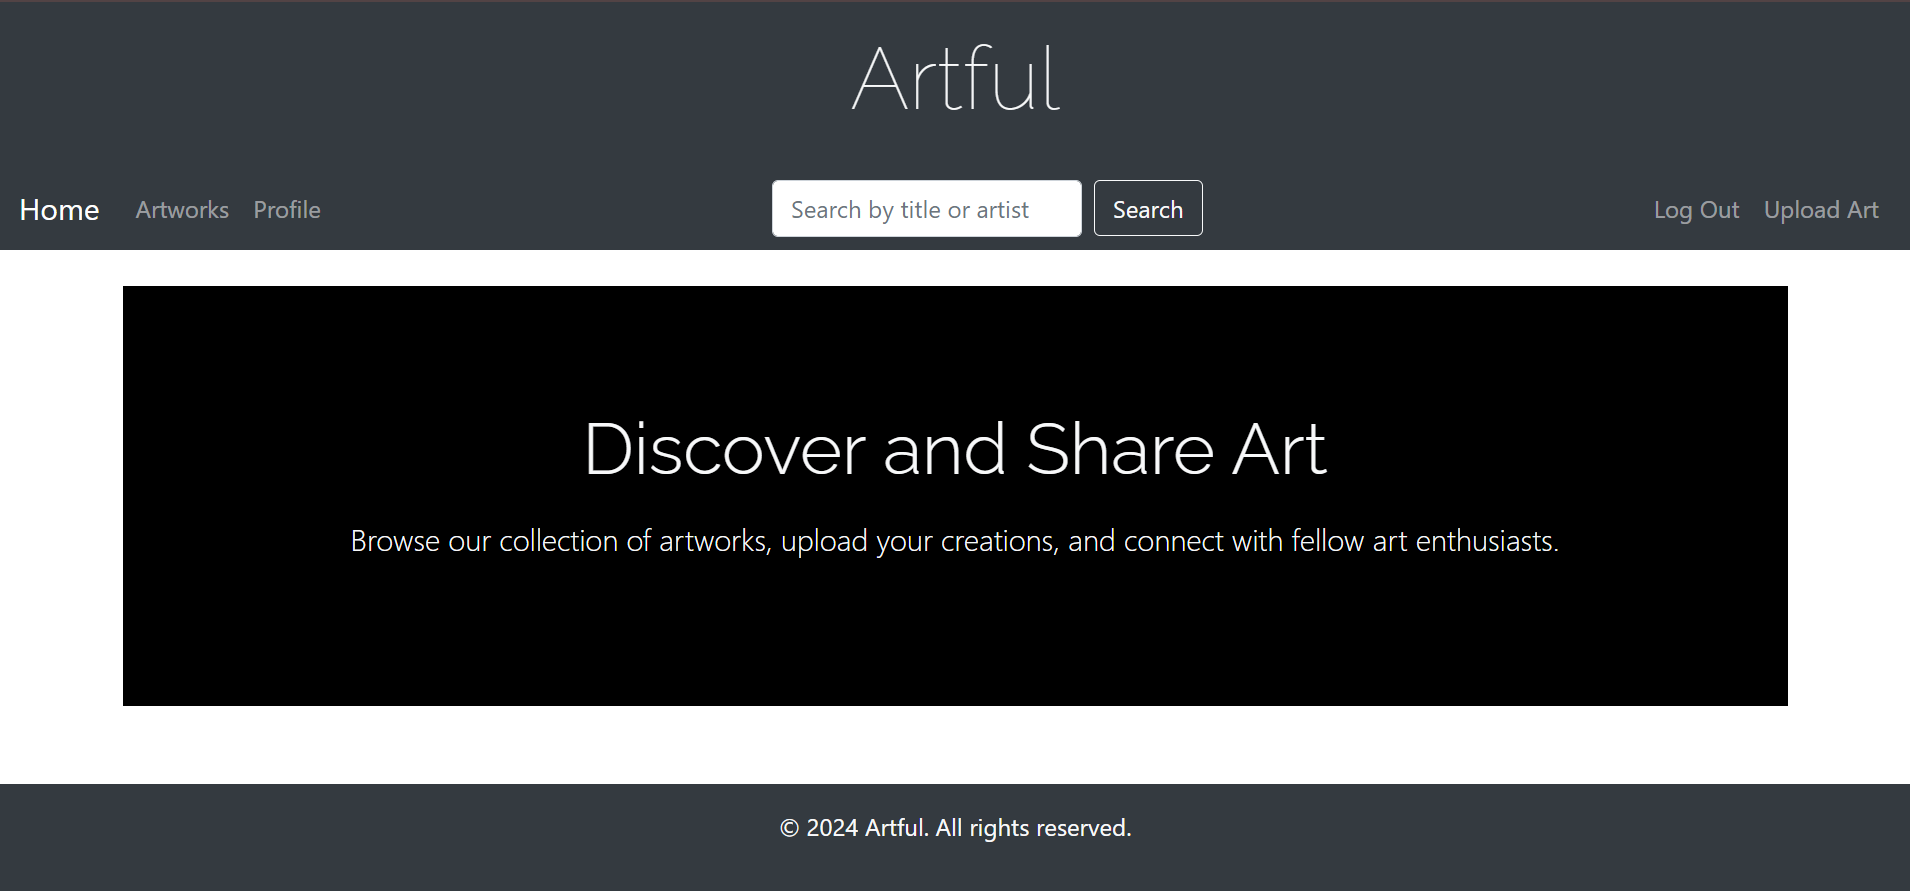 Artful
Home Artworks Profile Search by title or artist Search Log Out Upload Art
Discover and Share Art
Browse our collection of artworks, upload your creations, and connect with fellow art enthusiasts.
© 2024 Artful. All rights reserved.